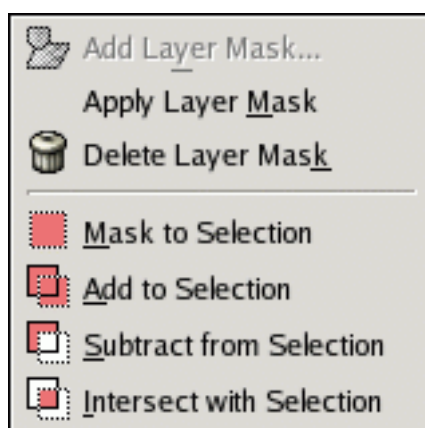 Add Layer Mask...
Apply Layer Mask
Delete Layer Mask
Mask to Selection
Add to Selection
Subtract from Selection
Intersect with Selection